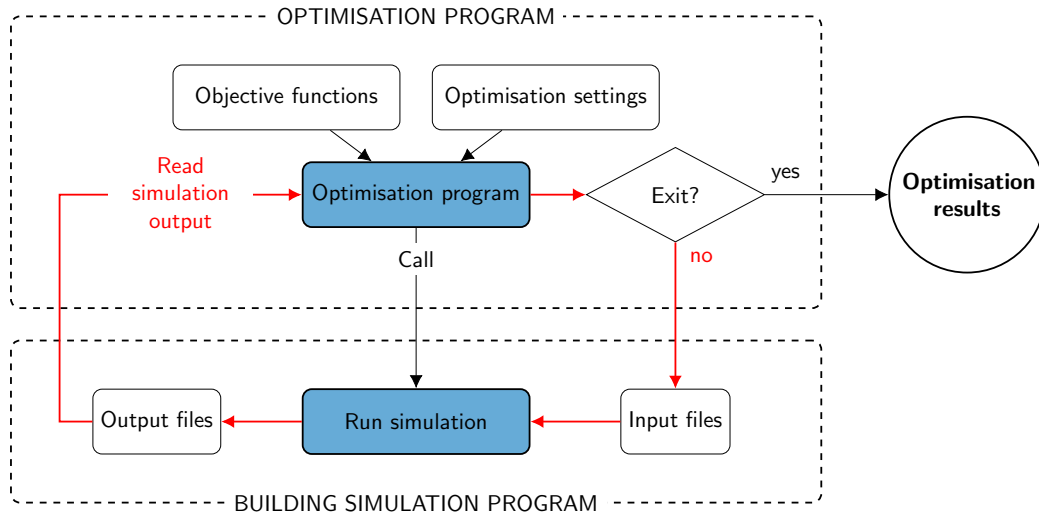 OPTIMISATION PROGRAM
Objective functions
Optimisation settings
Read
simulation
output
Optimisation program
Exit?
yes
Optimisation
results
Call
no
Output files
Run simulation
Input files
BUILDING SIMULATION PROGRAM